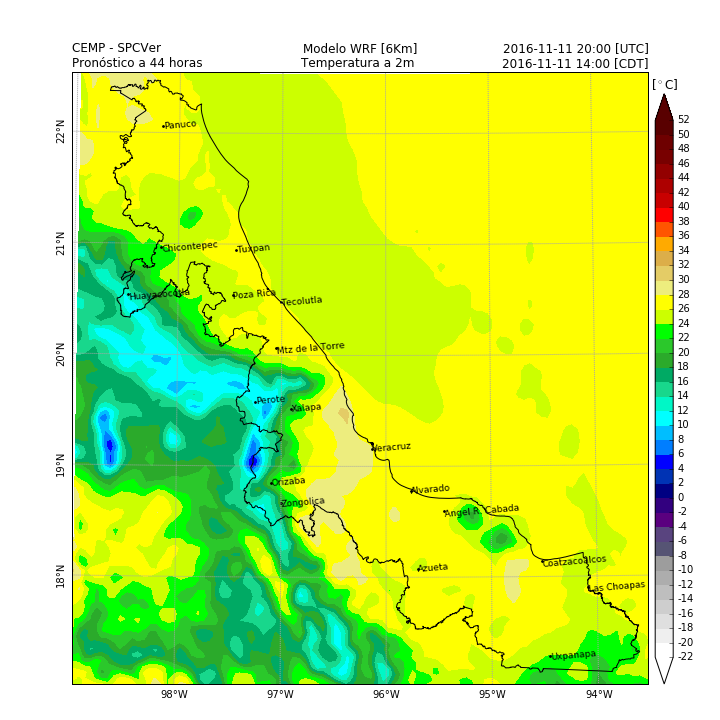 CEMP - SPCVer Modelo WRF [6Km] 2016-11-11 20:00 [UTC]
Pronóstico a 44 horas Temperatura a 2m 2016-11-11 14:00 [CDT]
[°C]
52
50
48
46
44
42
40
38
36
34
32
30
28
26
24
22
20
18
16
14
12
10
8
6
4
2
0
-2
-4
-6
-8
-10
-12
-14
-16
-18
-20
-22
22°N
21°N
20°N
19°N
18°N
Panuco
Chicontepec
Tuxpan
Huayacocotla
Poza Rica
Tecolutla
Mtz de la Torre
Perote
Xalapa
Veracruz
Orizaba
Alvarado
Zongolica
Angel R. Cabada
Azueta
Coatzacoalcos
Las Choapas
Uxpanapa
98°W 97°W 96°W 95°W 94°W